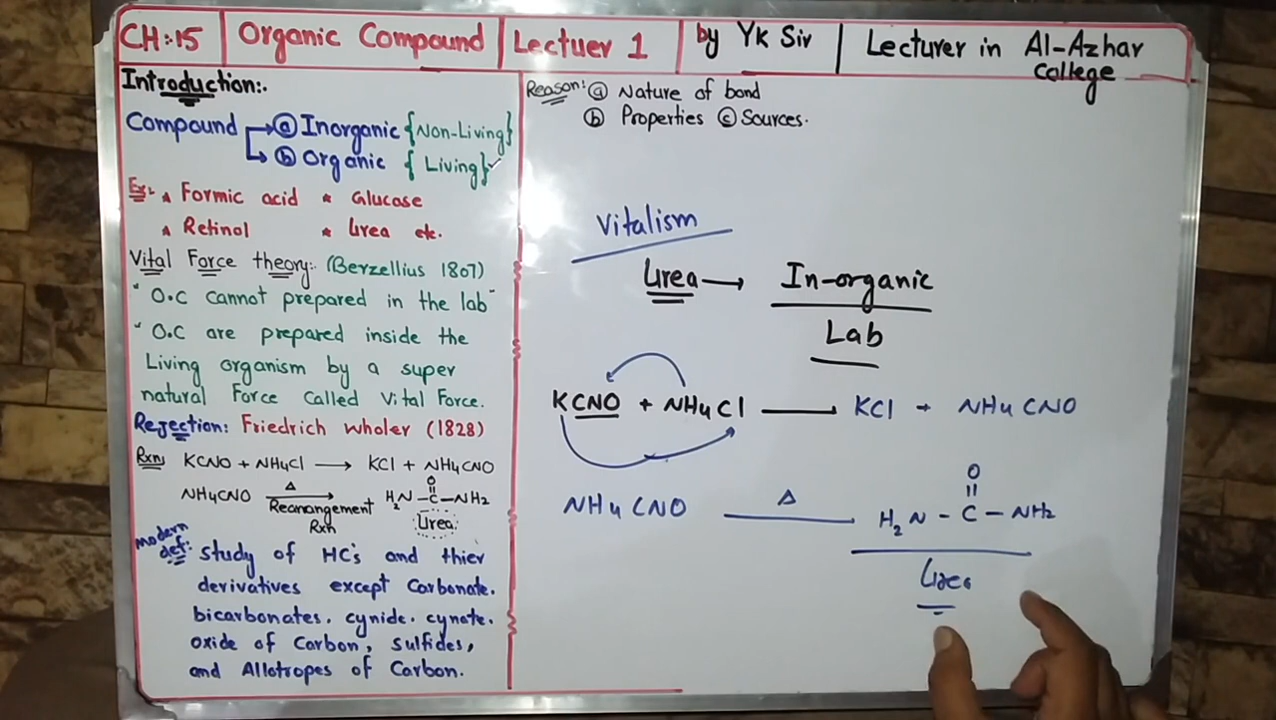 CH:15 Organic Compound Lectuer 1 by Yk Sir Lecturer in Al-Azhar College
Introduction:.
Compound → ⓐ Inorganic {Non-Living}
→ ⓑ Organic { Living}
Ex:- * Formic acid * Glucose
* Retinol * Urea etc.
Vital Force theory:. (Berzellius 1807)
" O.C cannot prepared in the lab"
" O.C are prepared inside the
Living organism by a super
natural Force called Vital Force.
Rejection: Friedrich Wholer (1828)
Rxn: KCNO + NH4Cl → KCl + NH4CNO
O
NH4CNO Δ → H2N-C-NH2
Rearrangement Rxn Urea
modern def: Study of HC's and thier
derivatives except Carbonate.
bicarbonates. cynide. cynate.
oxide of Carbon, sulfides,
and Allotropes of Carbon.
Reason: ⓐ Nature of bond
ⓑ Properties ⓒ Sources.
Vitalism
Urea → In-organic
Lab
KCNO + NH4Cl → KCl + NH4CNO
O
NH4CNO Δ H2N - C - NH2
Urea